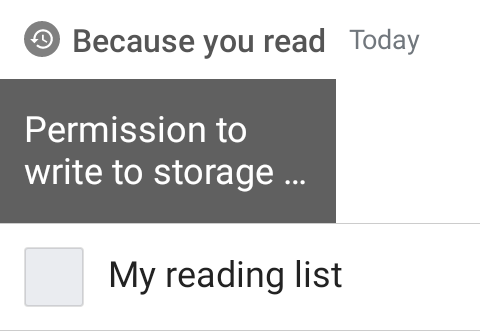 Because you read Today
Permission to
write to storage ...
My reading list